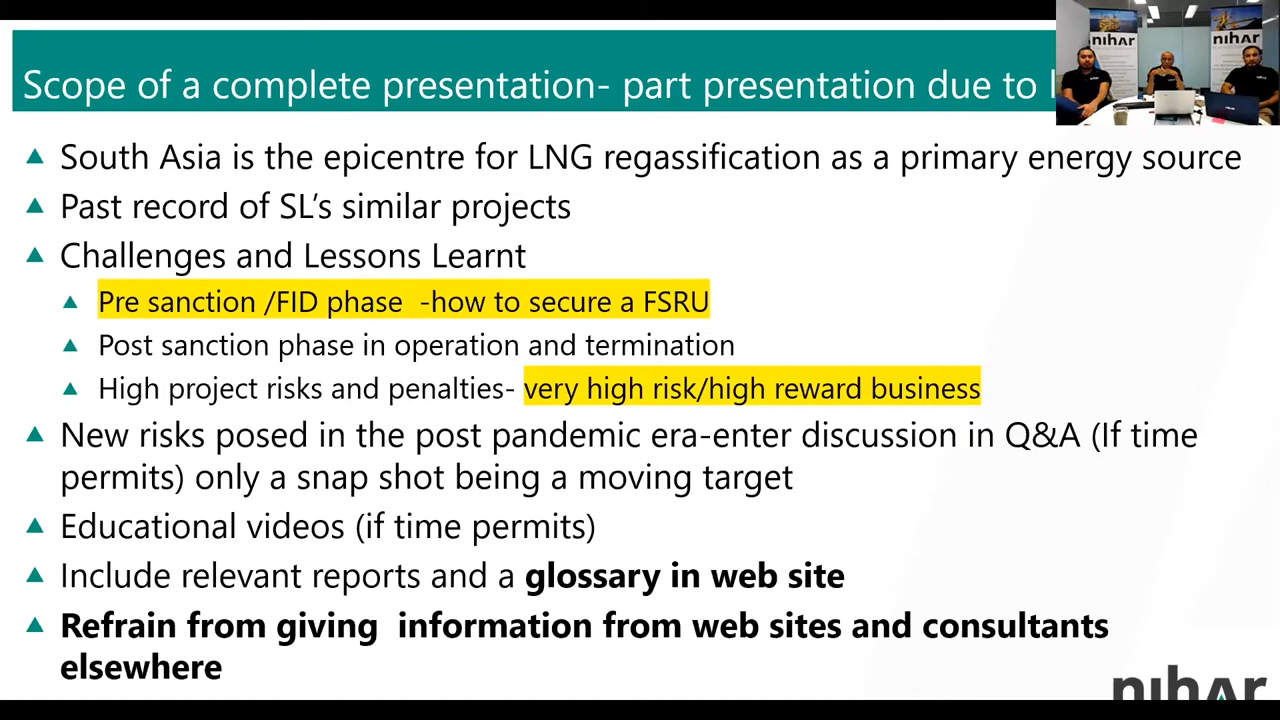 Scope of a complete presentation- part presentation due to
nihar
nihar
South Asia is the epicentre for LNG regassification as a primary energy source
Past record of SL's similar projects
Challenges and Lessons Learnt
Pre sanction /FID phase -how to secure a FSRU
Post sanction phase in operation and termination
High project risks and penalties- very high risk/high reward business
New risks posed in the post pandemic era-enter discussion in Q&A (If time
permits) only a snap shot being a moving target
Educational videos (if time permits)
Include relevant reports and a glossary in web site
Refrain from giving information from web sites and consultants
elsewhere
nihar